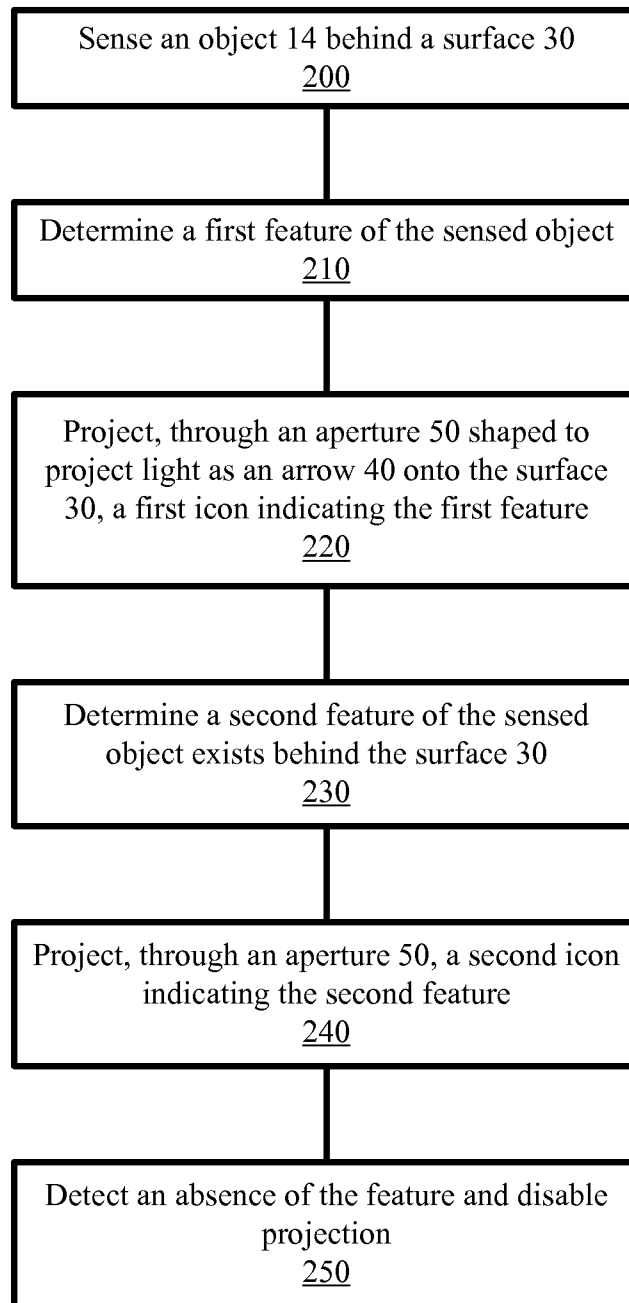 Sense an object 14 behind a surface 30
200
Determine a first feature of the sensed object
210
Project, through an aperture 50 shaped to
project light as an arrow 40 onto the surface
30, a first icon indicating the first feature
220
Determine a second feature of the sensed
object exists behind the surface 30
230
Project, through an aperture 50, a second icon
indicating the second feature
240
Detect an absence of the feature and disable
projection
250